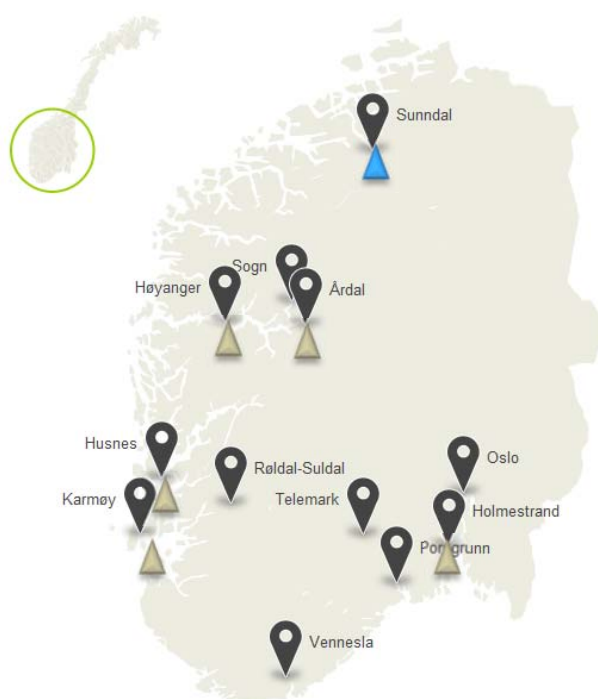 Sunndal
Sogn
Høyanger
Årdal
Husnes
Røldal-Suldal
Oslo
Karmøy
Telemark
Holmestrand
Porsgrunn
Vennesla